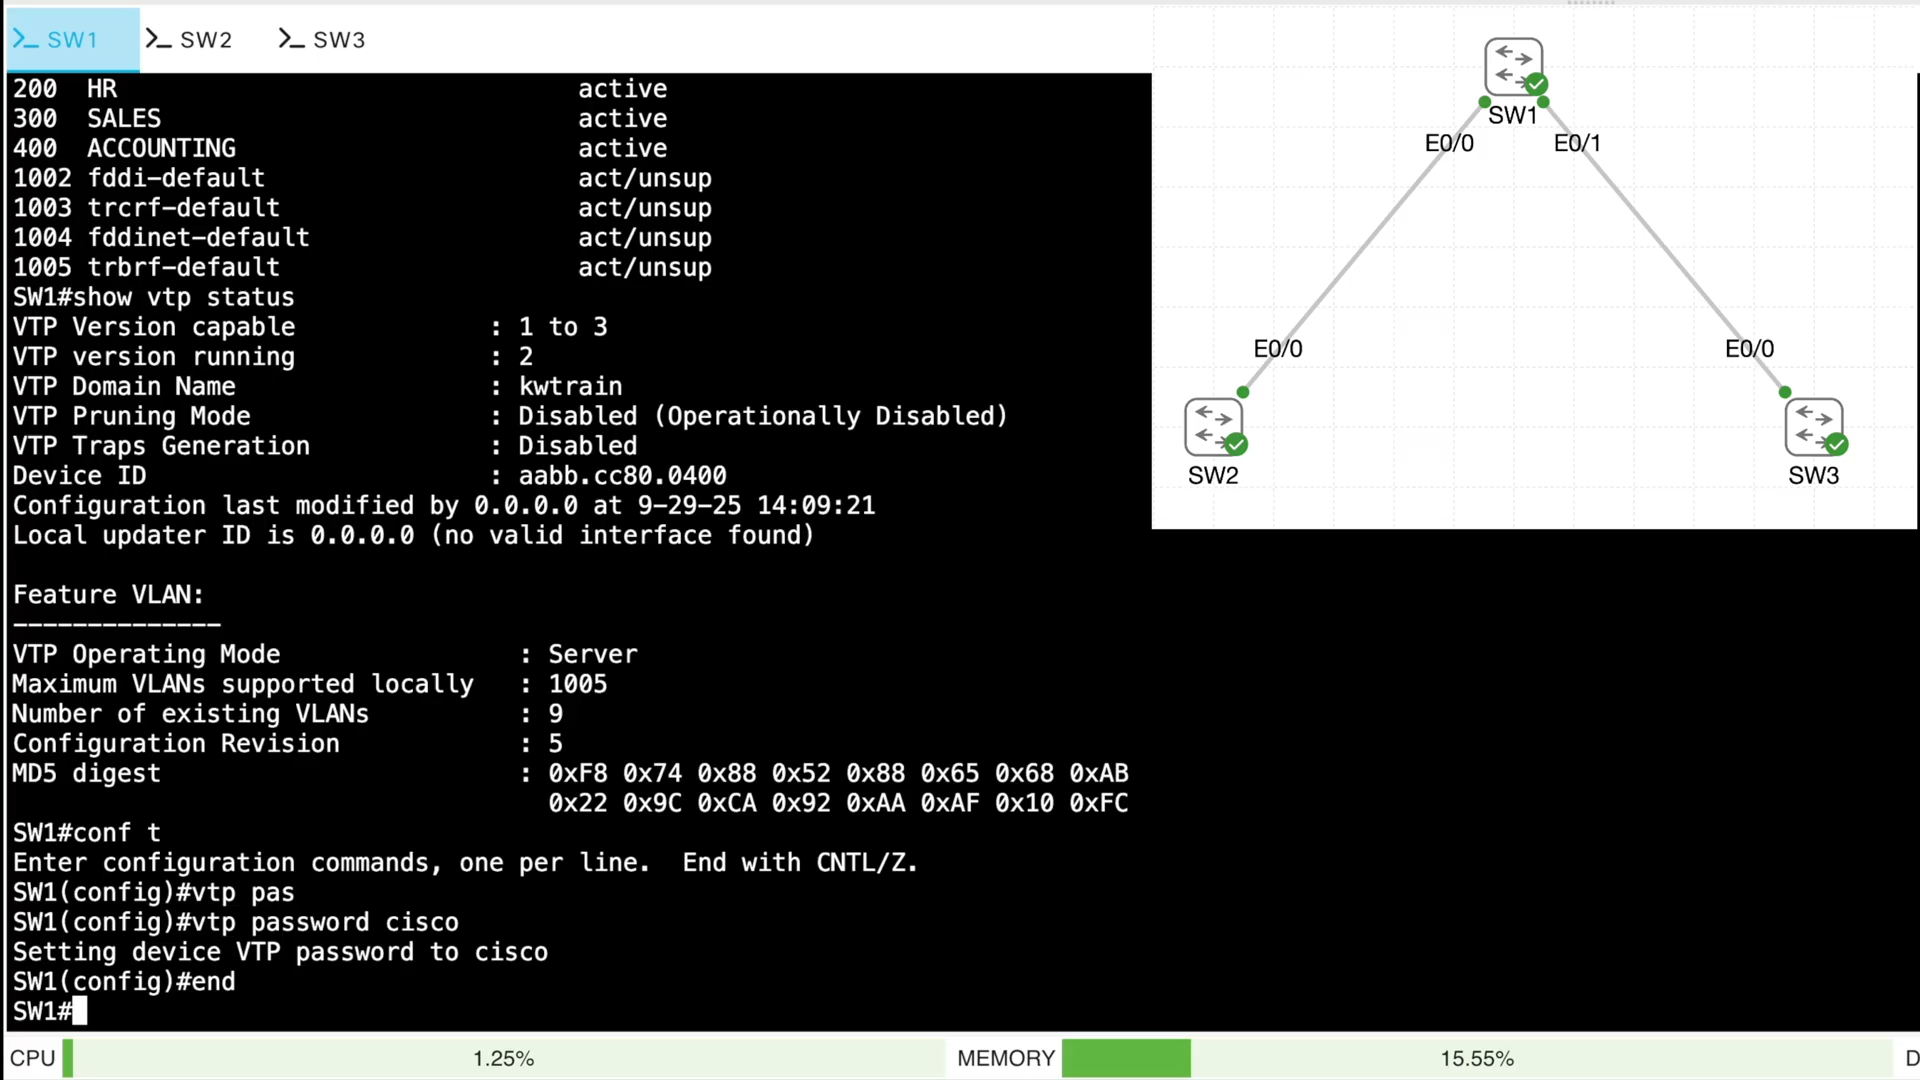 >_ SW1 >_ SW2 >_ SW3
200 HR active
300 SALES active
400 ACCOUNTING active
1002 fddi-default act/unsup
1003 trcrf-default act/unsup
1004 fddinet-default act/unsup
1005 trbrf-default act/unsup
SW1#show vtp status
VTP Version capable : 1 to 3
VTP version running : 2
VTP Domain Name : kwtrain
VTP Pruning Mode : Disabled (Operationally Disabled)
VTP Traps Generation : Disabled
Device ID : aabb.cc80.0400
Configuration last modified by 0.0.0.0 at 9-29-25 14:09:21
Local updater ID is 0.0.0.0 (no valid interface found)
Feature VLAN:
--------------
VTP Operating Mode : Server
Maximum VLANs supported locally : 1005
Number of existing VLANs : 9
Configuration Revision : 5
MD5 digest : 0xF8 0x74 0x88 0x52 0x88 0x65 0x68 0xAB
0x22 0x9C 0xCA 0x92 0xAA 0xAF 0x10 0xFC
SW1#conf t
Enter configuration commands, one per line. End with CNTL/Z.
SW1(config)#vtp pas
SW1(config)#vtp password cisco
Setting device VTP password to cisco
SW1(config)#end
SW1#
SW1
E0/0 E0/1
E0/0 E0/0
SW2 SW3
CPU 1.25% MEMORY 15.55% D